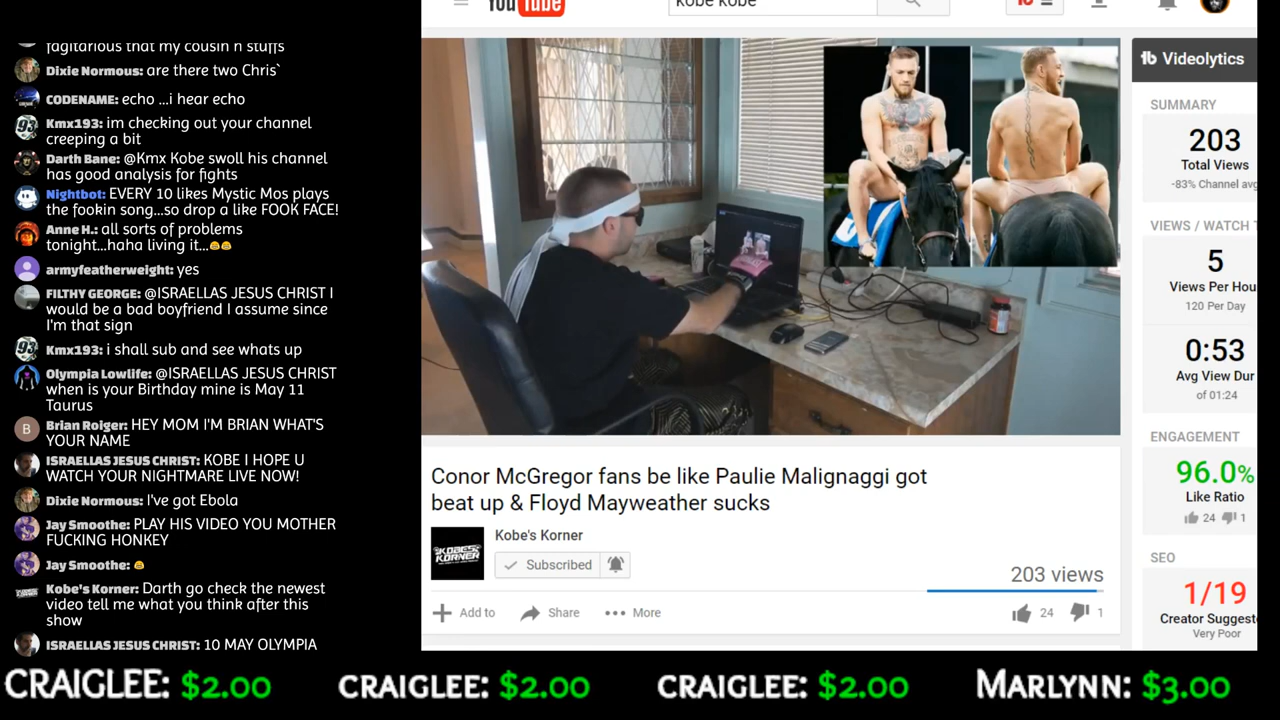 fagitarious that my cousin n stuffs
Dixie Normous: are there two Chris`
CODENAME: echo ...i hear echo
Kmx193: im checking out your channel
creeping a bit
Darth Bane: @Kmx Kobe swoll his channel
has good analysis for fights
Nightbot: EVERY 10 likes Mystic Mos plays
the fookin song...so drop a like FOOK FACE!
Anne H.: all sorts of problems
tonight...haha living it...
armyfeatherweight: yes
FILTHY GEORGE: @ISRAELLAS JESUS CHRIST I
would be a bad boyfriend I assume since
I'm that sign
Kmx193: i shall sub and see whats up
Olympia Lowlife: @ISRAELLAS JESUS CHRIST
when is your Birthday mine is May 11
Taurus
B
Brian Roiger: HEY MOM I'M BRIAN WHAT'S
YOUR NAME
ISRAELLAS JESUS CHRIST: KOBE I HOPE U
WATCH YOUR NIGHTMARE LIVE NOW!
Dixie Normous: I've got Ebola
Jay Smoothe: PLAY HIS VIDEO YOU MOTHER
FUCKING HONKEY
Jay Smoothe:
Kobe's Korner: Darth go check the newest
video tell me what you think after this
show
ISRAELLAS JESUS CHRIST: 10 MAY OLYMPIA
YouTube
kobe kobe
Conor McGregor fans be like Paulie Malignaggi got
beat up & Floyd Mayweather sucks
KOBE'S
KORNER
Kobe's Korner
Subscribed
203 views
Add to
Share
More
24
1
Videolytics
SUMMARY
203
Total Views
-83% Channel avg
VIEWS / WATCH T
5
Views Per Hou
120 Per Day
0:53
Avg View Dur
of 01:24
ENGAGEMENT
96.0%
Like Ratio
24 1
SEO
1/19
Creator Suggest
Very Poor
CRAIGLEE: $2.00
CRAIGLEE: $2.00
CRAIGLEE: $2.00
MARLYNN: $3.00